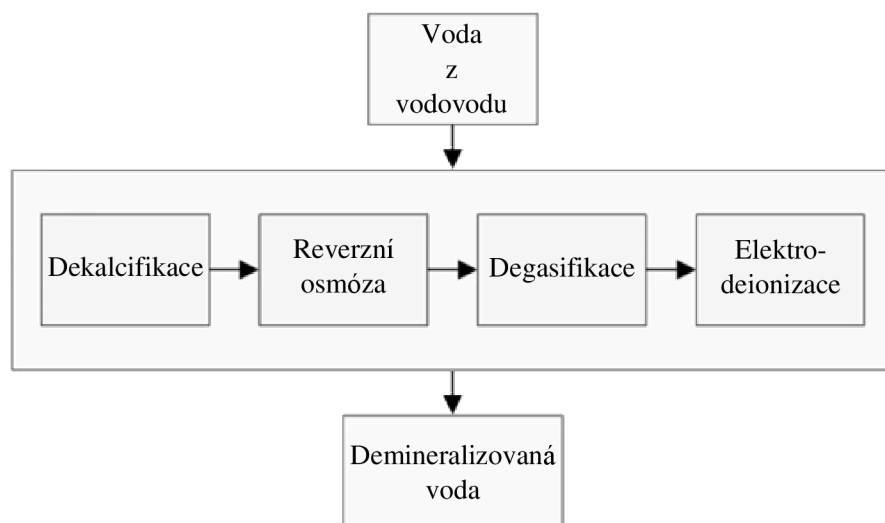 Voda
z
vodovodu
Dekalcifikace
Reverzní
osmóza
Degasifikace
Elektro-
deionizace
Demineralizovaná
voda